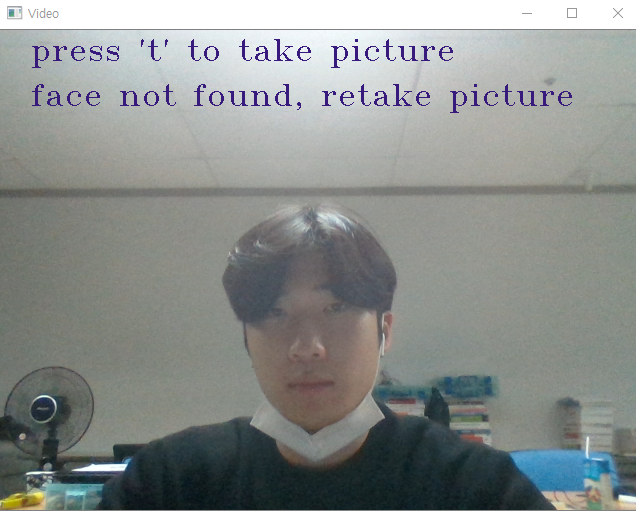 Video
press 't' to take picture
face not found, retake picture